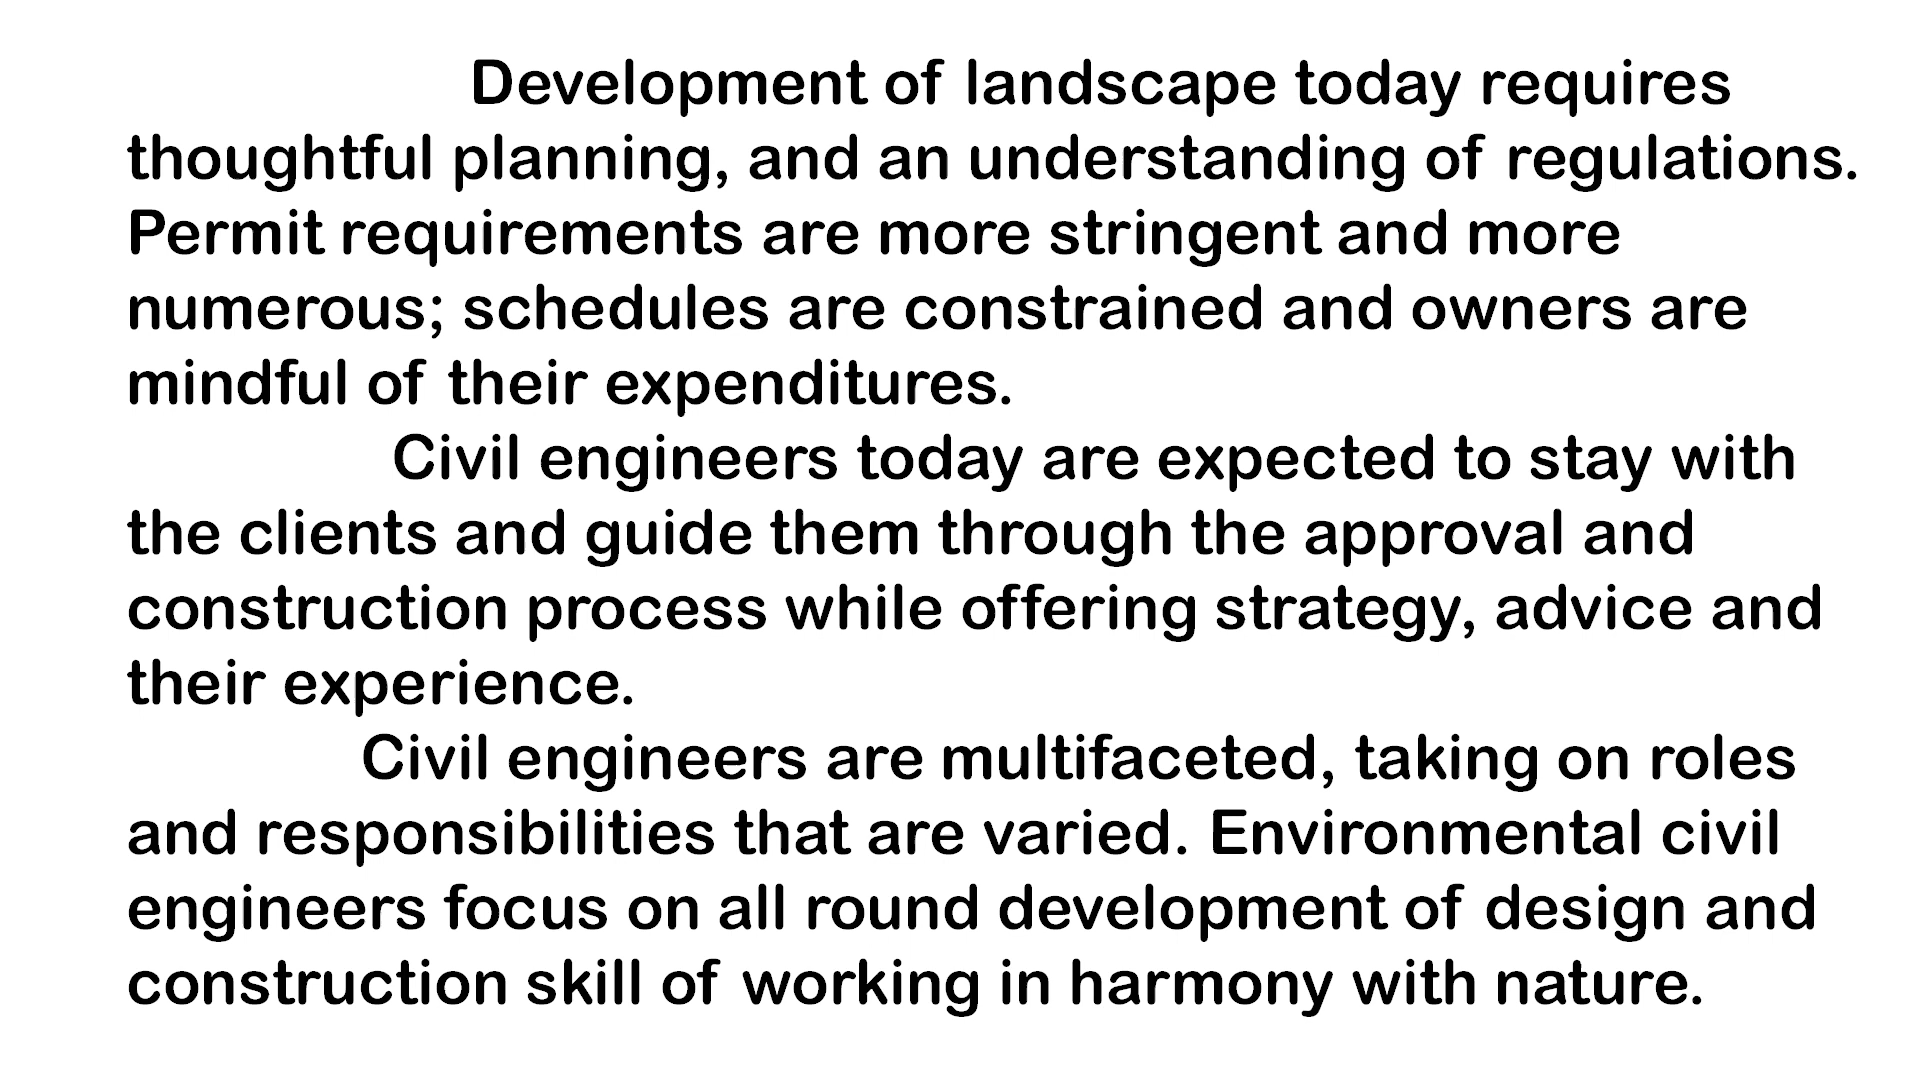 Development of landscape today requires
thoughtful planning, and an understanding of regulations.
Permit requirements are more stringent and more
numerous; schedules are constrained and owners are
mindful of their expenditures.
Civil engineers today are expected to stay with
the clients and guide them through the approval and
construction process while offering strategy, advice and
their experience.
Civil engineers are multifaceted, taking on roles
and responsibilities that are varied. Environmental civil
engineers focus on all round development of design and
construction skill of working in harmony with nature.